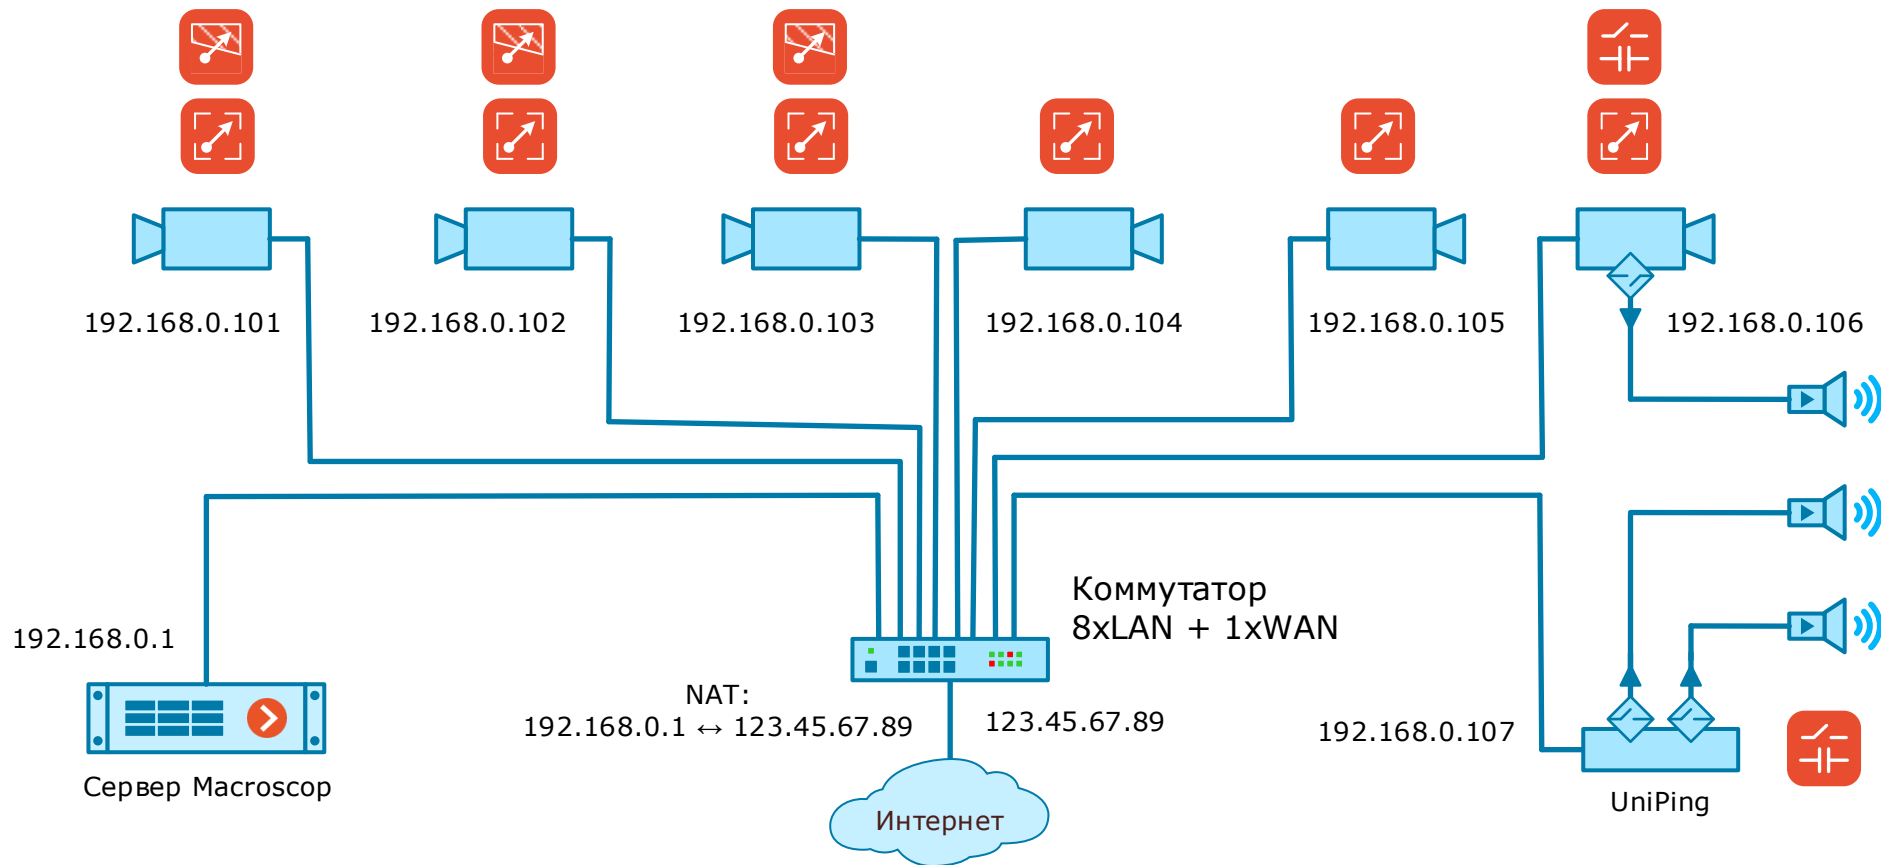 192.168.0.101
192.168.0.102
192.168.0.103
192.168.0.104
192.168.0.105
192.168.0.106
Коммутатор
8xLAN + 1xWAN
192.168.0.1
NAT:
192.168.0.1 ↔ 123.45.67.89
123.45.67.89
192.168.0.107
Сервер Macroscop
UniPing
Интернет